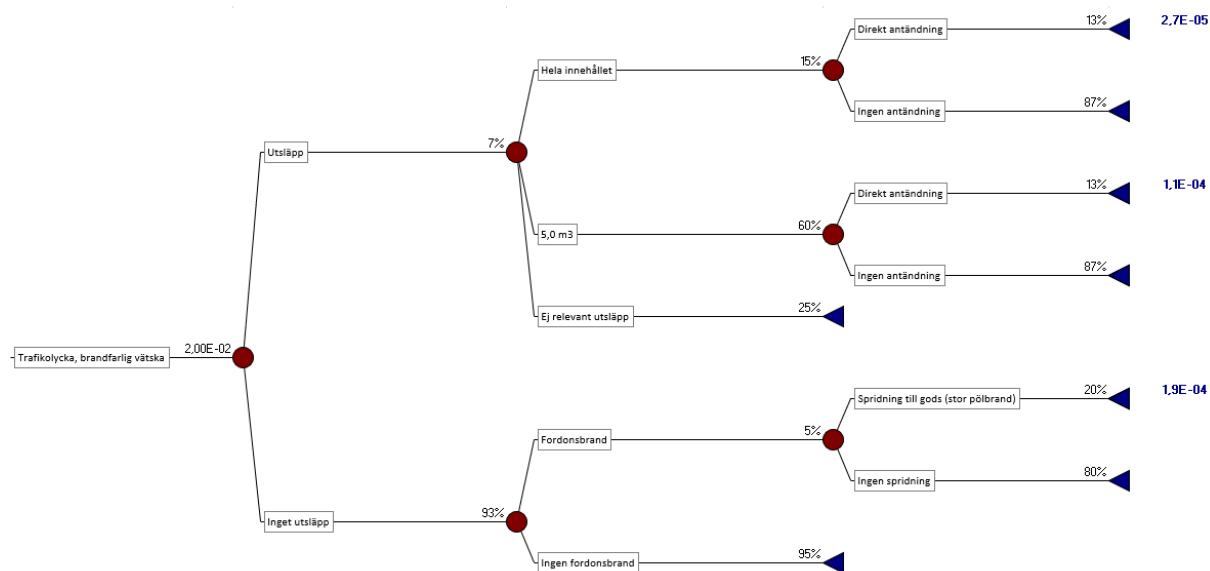 Direkt antändning 13% 2,7E-05
Hela innehållet 15%
Ingen antändning 87%
Utsläpp 7%
Direkt antändning 13% 1,1E-04
5,0 m3 60%
Ingen antändning 87%
Ej relevant utsläpp 25%
Trafikolycka, brandfarlig vätska 2,00E-02
Spridning till gods (stor pölbrand) 20% 1,9E-04
Fordonsbrand 5%
Ingen spridning 80%
Inget utsläpp 93%
Ingen fordonsbrand 95%